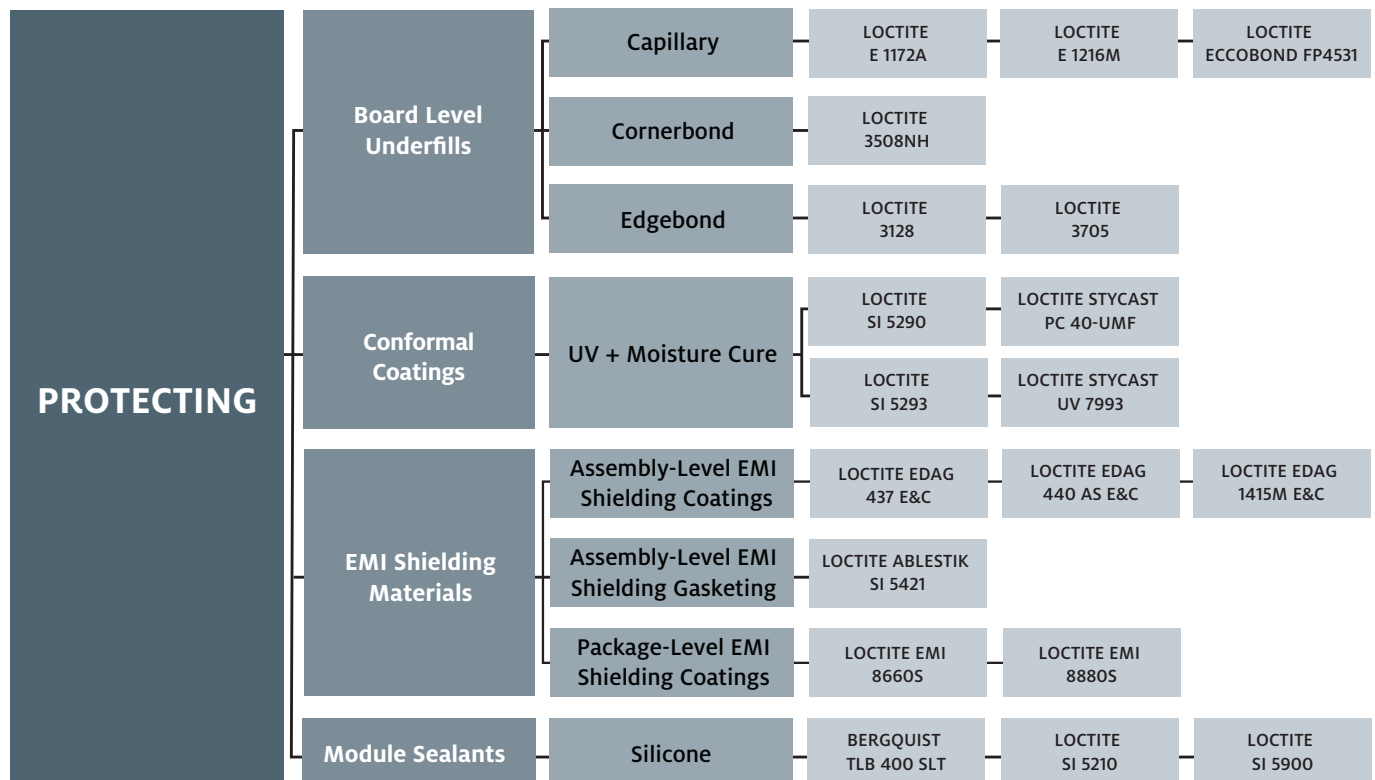 PROTECTING
Board Level
Underfills
Capillary
LOCTITE
E 1172A
LOCTITE
E 1216M
LOCTITE
ECCOBOND FP4531
Cornerbond
LOCTITE
3508NH
Edgebond
LOCTITE
3128
LOCTITE
3705
Conformal
Coatings
UV + Moisture Cure
LOCTITE
SI 5290
LOCTITE STYCAST
PC 40-UMF
LOCTITE
SI 5293
LOCTITE STYCAST
UV 7993
EMI Shielding
Materials
Assembly-Level EMI
Shielding Coatings
LOCTITE EDAG
437 E&C
LOCTITE EDAG
440 AS E&C
LOCTITE EDAG
1415M E&C
Assembly-Level EMI
Shielding Gasketing
LOCTITE ABLESTIK
SI 5421
Package-Level EMI
Shielding Coatings
LOCTITE EMI
8660S
LOCTITE EMI
8880S
Module Sealants
Silicone
BERGQUIST
TLB 400 SLT
LOCTITE
SI 5210
LOCTITE
SI 5900